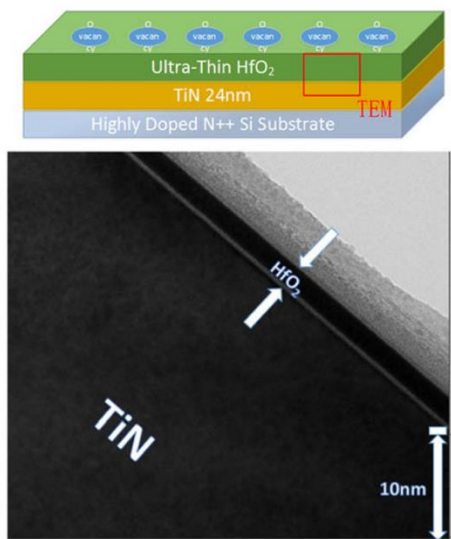 O O O O O O
vacan vacan vacan vacan vacan vacan
cy cy cy cy cy cy
Ultra-Thin HfO₂
TiN 24nm
TEM
Highly Doped N++ Si Substrate
HfO₂
TiN
10nm